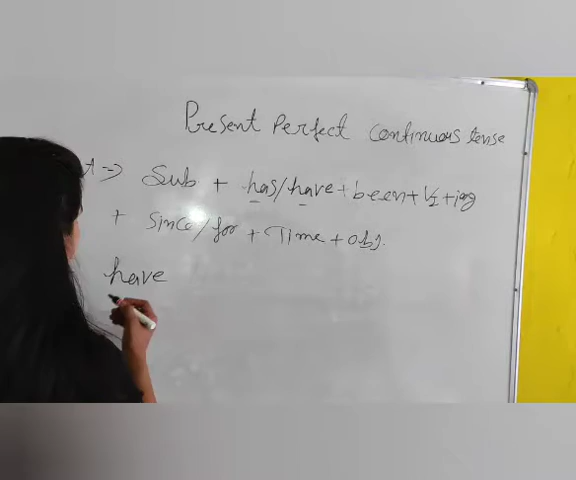 Present Perfect Continuous tense
A → Sub + has/have + been + V1 + ing
+ since/for + Time + obj.
have